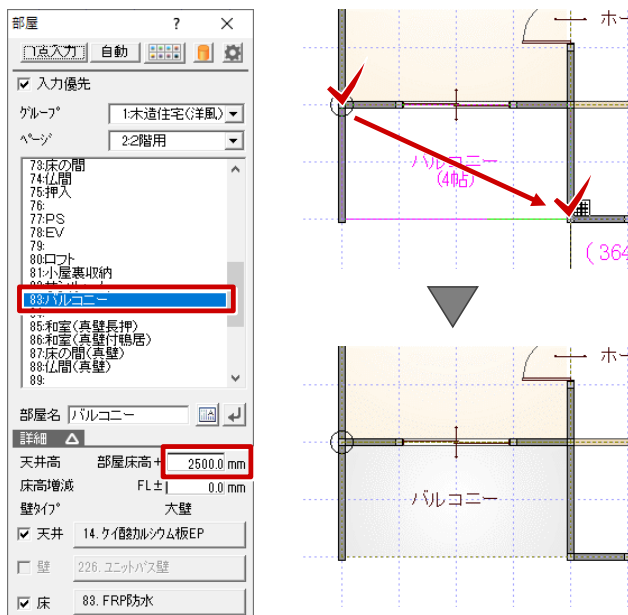 部屋 ? ×
点入力 自動
入力優先
ｸﾞﾙｰﾌﾟ 1:木造住宅(洋風)
ﾍﾟｰｼﾞ 2:2階用
73:床の間
74:仏間
75:押入
76:
77:PS
78:EV
79:
80:ロフト
81:小屋裏収納
83:バルコニー
85:和室(真壁長押)
86:和室(真壁付鴨居)
87:床の間(真壁)
88:仏間(真壁)
89:
部屋名 バルコニー
詳細
天井高 部屋床高+ 2500.0 mm
床高増減 FL± 0.0 mm
壁ﾀｲﾌﾟ 大壁
天井 14. ケイ酸カルシウム板EP
壁 226. ユニットバス壁
床 83. FRP防水
ホー
バルコニー
(4帖)
(364
ホー
バルコニー